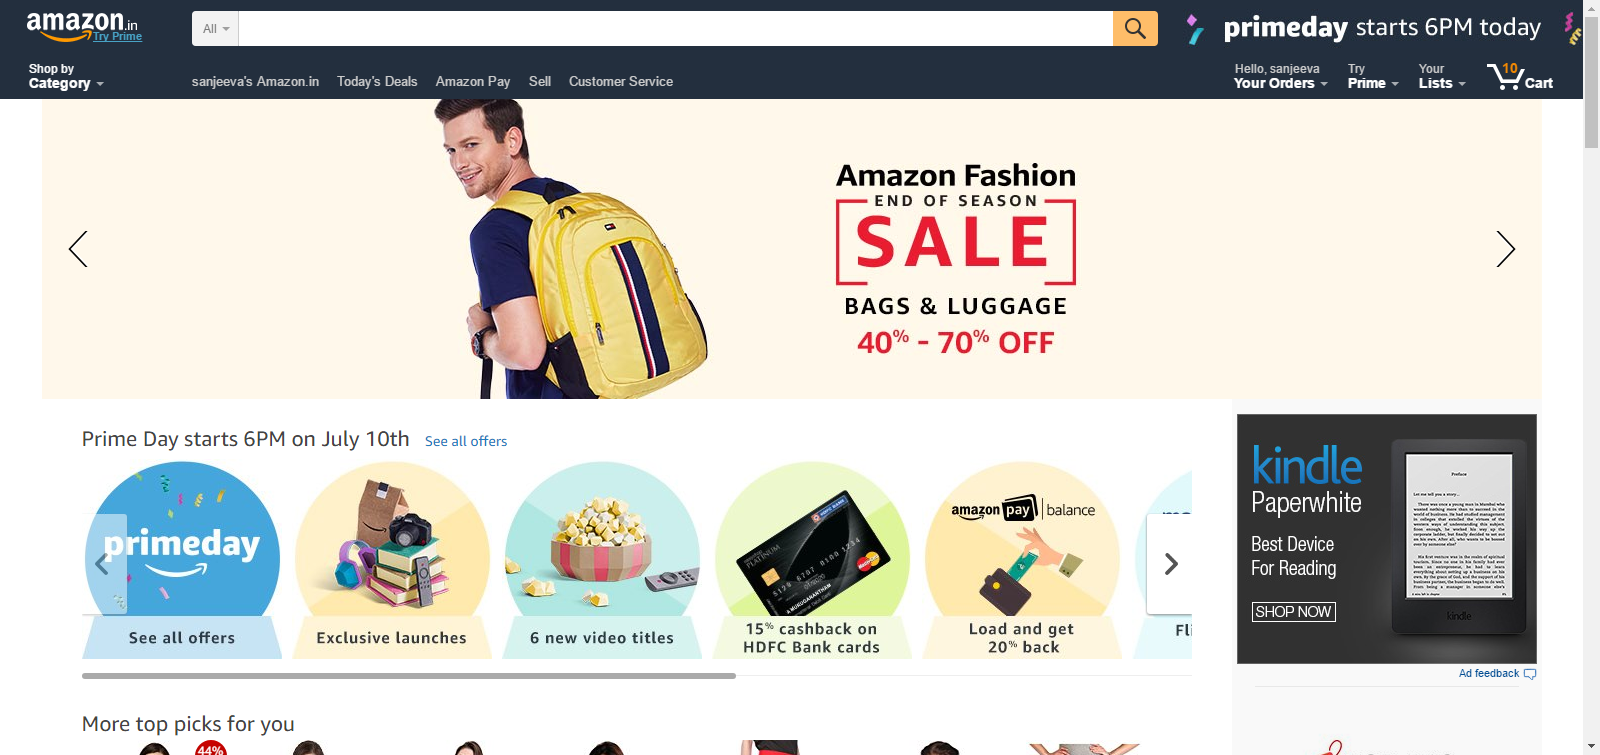 amazon.in
Try Prime
All
primeday starts 6PM today
Shop by
Category
sanjeeva's Amazon.in
Today's Deals
Amazon Pay
Sell
Customer Service
Hello, sanjeeva
Your Orders
Try
Prime
Your
Lists
10
Cart
Amazon Fashion
END OF SEASON
SALE
BAGS & LUGGAGE
40% - 70% OFF
Prime Day starts 6PM on July 10th
See all offers
primeday
See all offers
Exclusive launches
6 new video titles
15% cashback on
HDFC Bank cards
amazon pay balance
Load and get
20% back
kindle
Paperwhite
Best Device
For Reading
SHOP NOW
kindle
Ad feedback
More top picks for you
44%